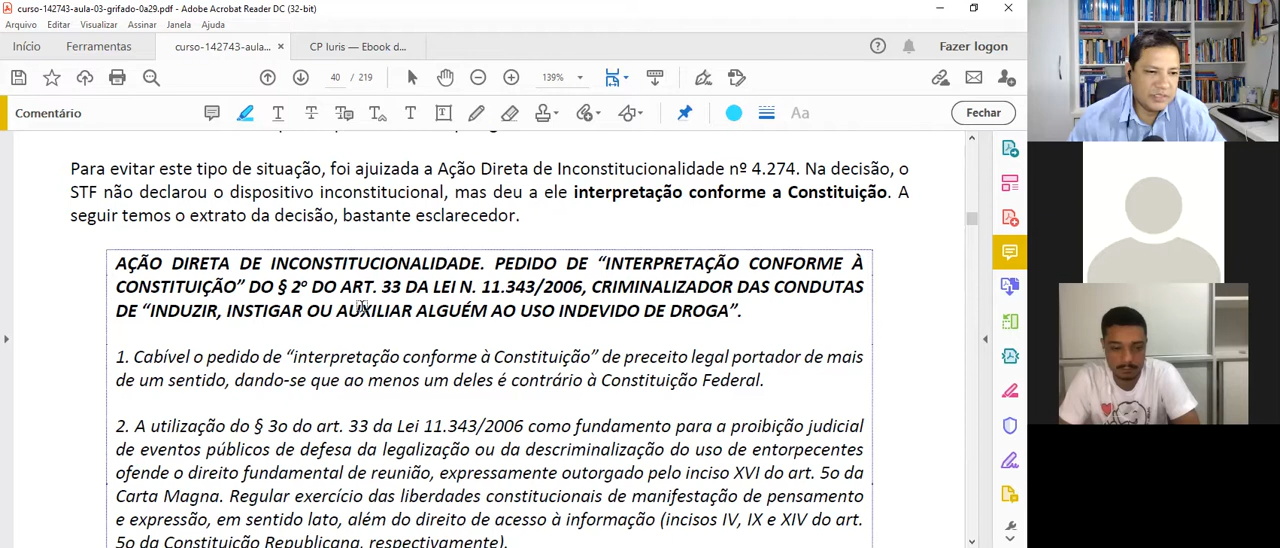 curso-142743-aula-03-grifado-0a29.pdf - Adobe Acrobat Reader DC (32-bit)
Arquivo Editar Visualizar Assinar Janela Ajuda
Início Ferramentas curso-142743-aula... × CP Iuris — Ebook d... Fazer logon
40 / 219 139%
Comentário Aa Fechar
Para evitar este tipo de situação, foi ajuizada a Ação Direta de Inconstitucionalidade nº 4.274. Na decisão, o
STF não declarou o dispositivo inconstitucional, mas deu a ele interpretação conforme a Constituição. A
seguir temos o extrato da decisão, bastante esclarecedor.
AÇÃO DIRETA DE INCONSTITUCIONALIDADE. PEDIDO DE “INTERPRETAÇÃO CONFORME À
CONSTITUIÇÃO” DO § 2º DO ART. 33 DA LEI N. 11.343/2006, CRIMINALIZADOR DAS CONDUTAS
DE “INDUZIR, INSTIGAR OU AUXILIAR ALGUÉM AO USO INDEVIDO DE DROGA”.
1. Cabível o pedido de “interpretação conforme à Constituição” de preceito legal portador de mais
de um sentido, dando-se que ao menos um deles é contrário à Constituição Federal.
2. A utilização do § 3o do art. 33 da Lei 11.343/2006 como fundamento para a proibição judicial
de eventos públicos de defesa da legalização ou da descriminalização do uso de entorpecentes
ofende o direito fundamental de reunião, expressamente outorgado pelo inciso XVI do art. 5o da
Carta Magna. Regular exercício das liberdades constitucionais de manifestação de pensamento
e expressão, em sentido lato, além do direito de acesso à informação (incisos IV, IX e XIV do art.
5o da Constituição Republicana, respectivamente).